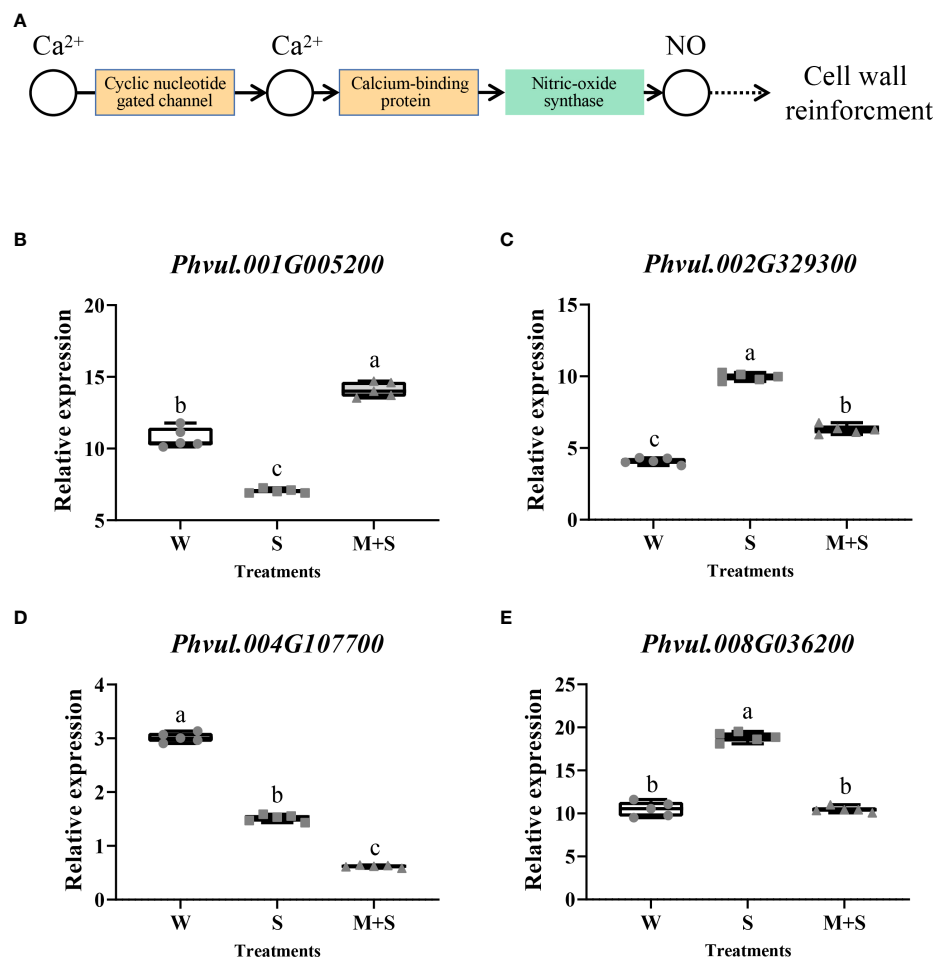 A
Ca2+
Ca2+
NO
Cyclic nucleotide
gated channel
Calcium-binding
protein
Nitric-oxide
synthase
Cell wall
reinforcment
B
Phvul.001G005200
Relative expression
20
15
10
5
b
c
a
W
S
M+S
Treatments
C
Phvul.002G329300
Relative expression
15
10
5
0
c
a
b
W
S
M+S
Treatments
D
Phvul.004G107700
Relative expression
4
3
2
1
0
a
b
c
W
S
M+S
Treatments
E
Phvul.008G036200
Relative expression
25
20
15
10
5
0
b
a
b
W
S
M+S
Treatments